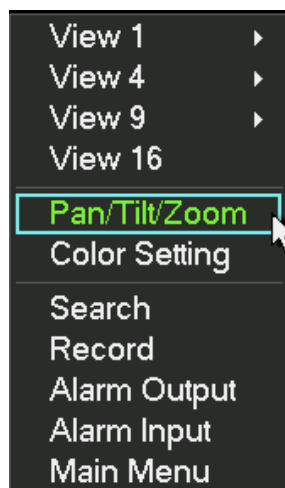 View 1
View 4
View 9
View 16
Pan/Tilt/Zoom
Color Setting
Search
Record
Alarm Output
Alarm Input
Main Menu